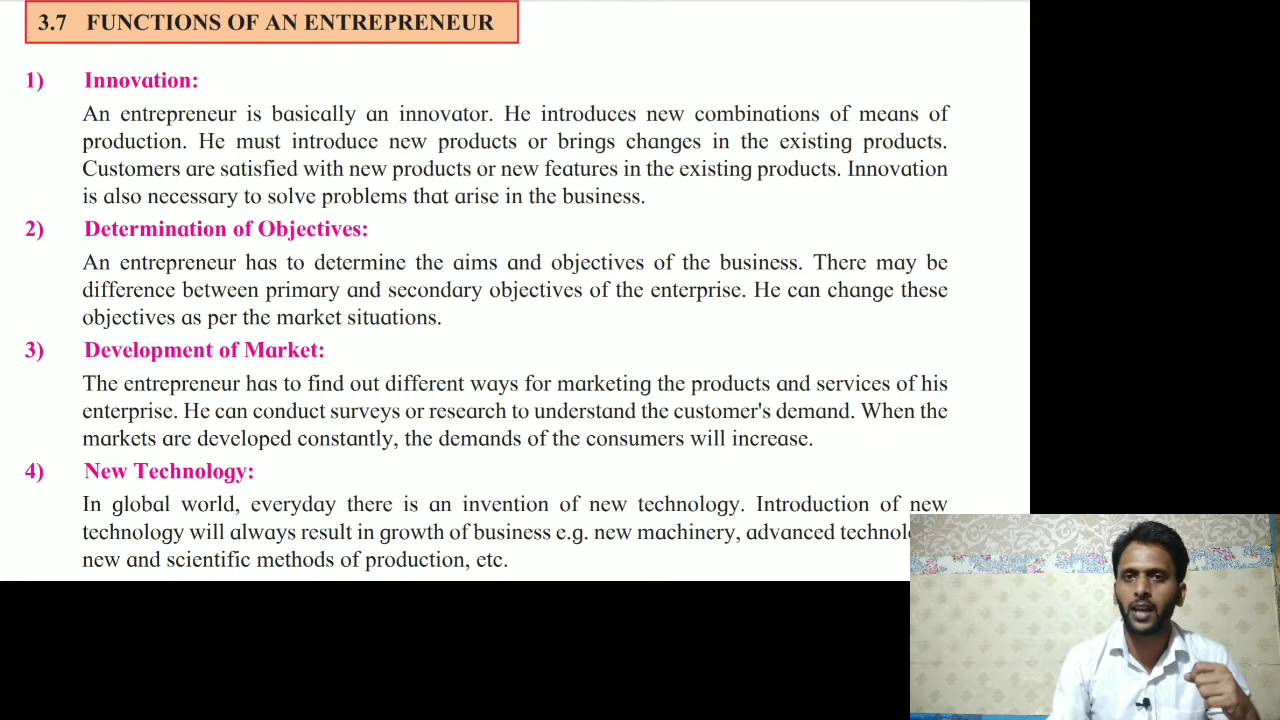 3.7 FUNCTIONS OF AN ENTREPRENEUR
1) Innovation:
An entrepreneur is basically an innovator. He introduces new combinations of means of
production. He must introduce new products or brings changes in the existing products.
Customers are satisfied with new products or new features in the existing products. Innovation
is also necessary to solve problems that arise in the business.
2) Determination of Objectives:
An entrepreneur has to determine the aims and objectives of the business. There may be
difference between primary and secondary objectives of the enterprise. He can change these
objectives as per the market situations.
3) Development of Market:
The entrepreneur has to find out different ways for marketing the products and services of his
enterprise. He can conduct surveys or research to understand the customer's demand. When the
markets are developed constantly, the demands of the consumers will increase.
4) New Technology:
In global world, everyday there is an invention of new technology. Introduction of new
technology will always result in growth of business e.g. new machinery, advanced
new and scientific methods of production, etc.